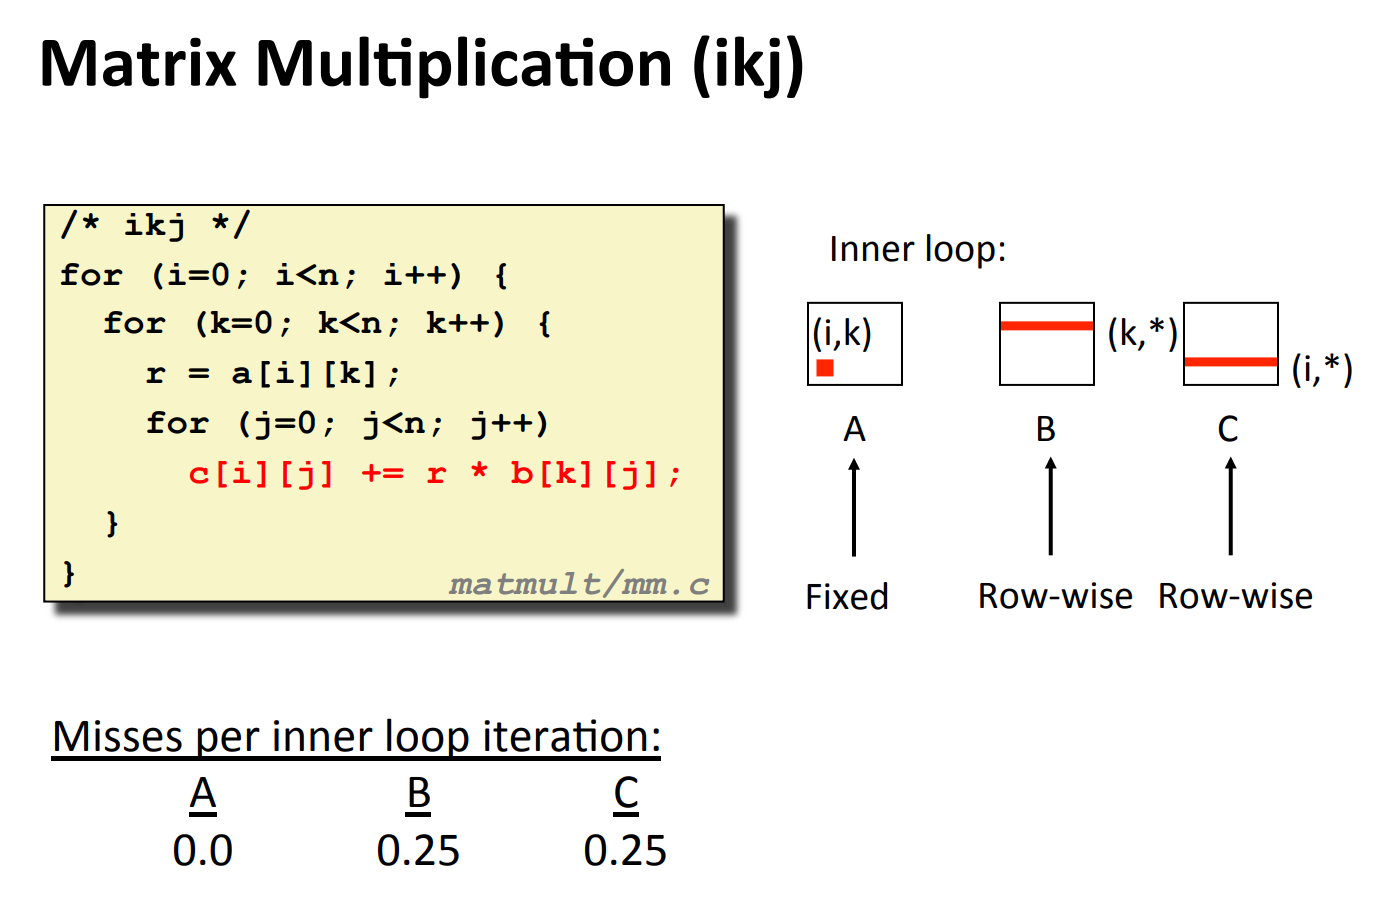 Matrix Multiplication (ikj)
/* ikj */
for (i=0; i<n; i++) {
for (k=0; k<n; k++) {
r = a[i][k];
for (j=0; j<n; j++)
c[i][j] += r * b[k][j];
}
}
matmult/mm.c
Inner loop:
(i,k)
(k,*)
(i,*)
A B C
Fixed Row-wise Row-wise
Misses per inner loop iteration:
A B C
0.0 0.25 0.25